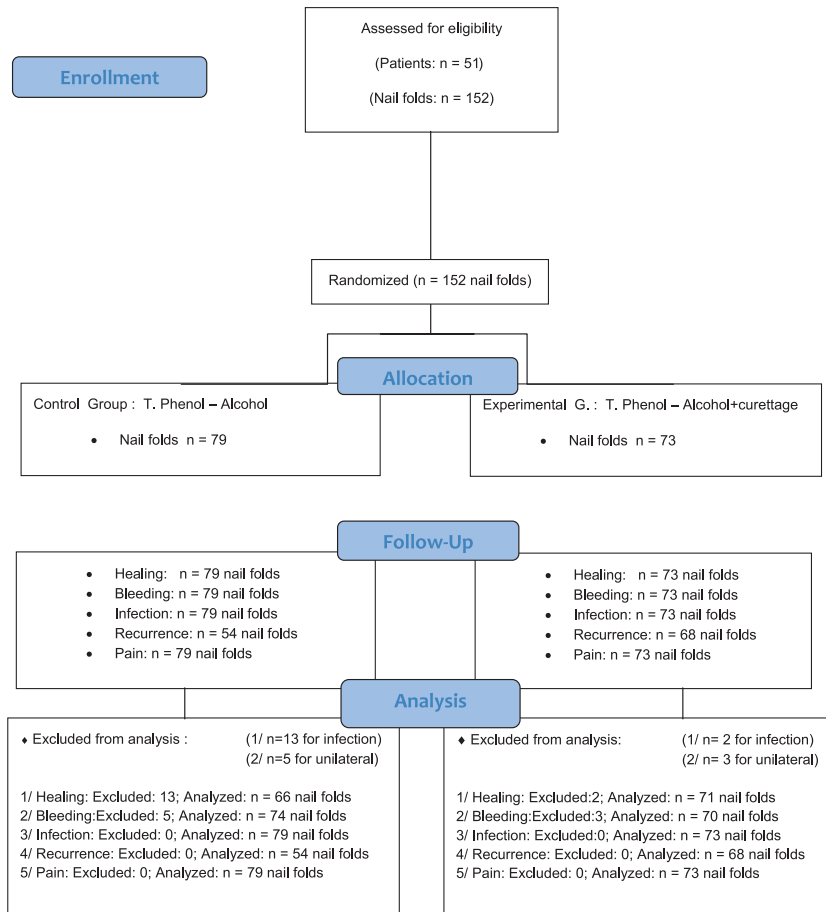 Assessed for eligibility
(Patients: n = 51)
(Nail folds: n = 152)
Enrollment
Randomized (n = 152 nail folds)
Allocation
Control Group : T. Phenol – Alcohol
• Nail folds n = 79
Experimental G. : T. Phenol – Alcohol+curettage
• Nail folds n = 73
Follow-Up
• Healing: n = 79 nail folds
• Bleeding: n = 79 nail folds
• Infection: n = 79 nail folds
• Recurrence: n = 54 nail folds
• Pain: n = 79 nail folds
• Healing: n = 73 nail folds
• Bleeding: n = 73 nail folds
• Infection: n = 73 nail folds
• Recurrence: n = 68 nail folds
• Pain: n = 73 nail folds
Analysis
♦ Excluded from analysis : (1/ n=13 for infection)
(2/ n=5 for unilateral)
1/ Healing: Excluded: 13; Analyzed: n = 66 nail folds
2/ Bleeding:Excluded: 5; Analyzed: n = 74 nail folds
3/ Infection: Excluded: 0; Analyzed: n = 79 nail folds
4/ Recurrence: Excluded: 0; Analyzed: n = 54 nail folds
5/ Pain: Excluded: 0; Analyzed: n = 79 nail folds
♦ Excluded from analysis: (1/ n= 2 for infection)
(2/ n= 3 for unilateral)
1/ Healing: Excluded:2; Analyzed: n = 71 nail folds
2/ Bleeding:Excluded:3; Analyzed: n = 70 nail folds
3/ Infection: Excluded:0; Analyzed: n = 73 nail folds
4/ Recurrence: Excluded: 0; Analyzed: n = 68 nail folds
5/ Pain: Excluded: 0; Analyzed: n = 73 nail folds